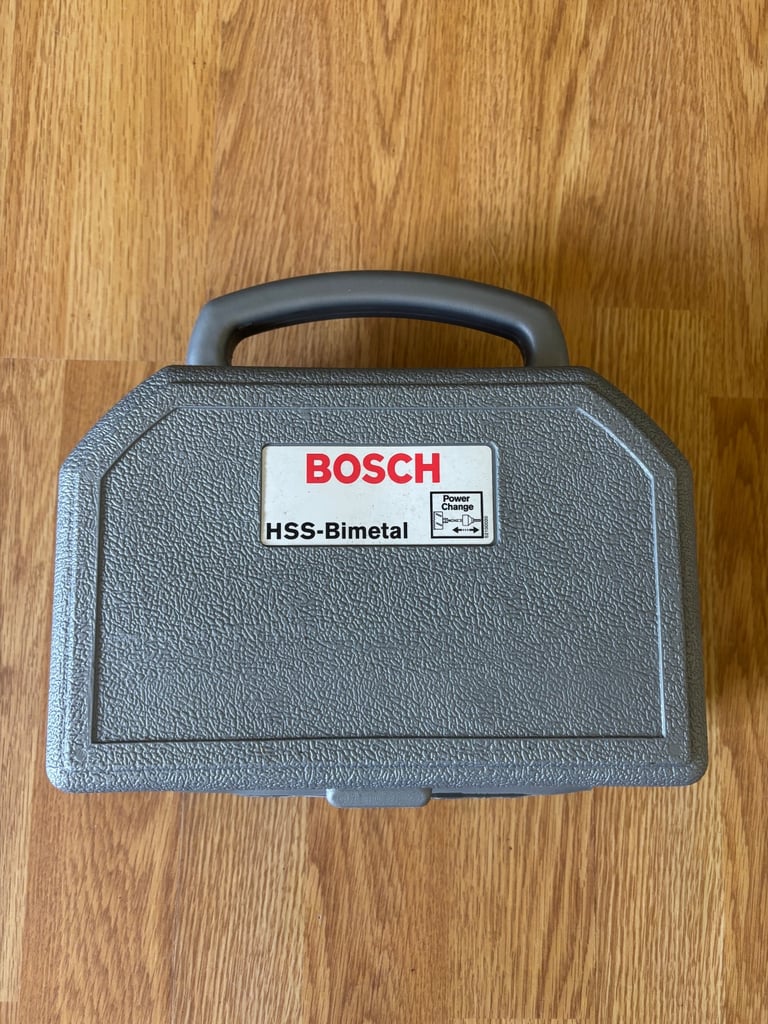 BOSCH
Power
Change
HSS-Bimetal